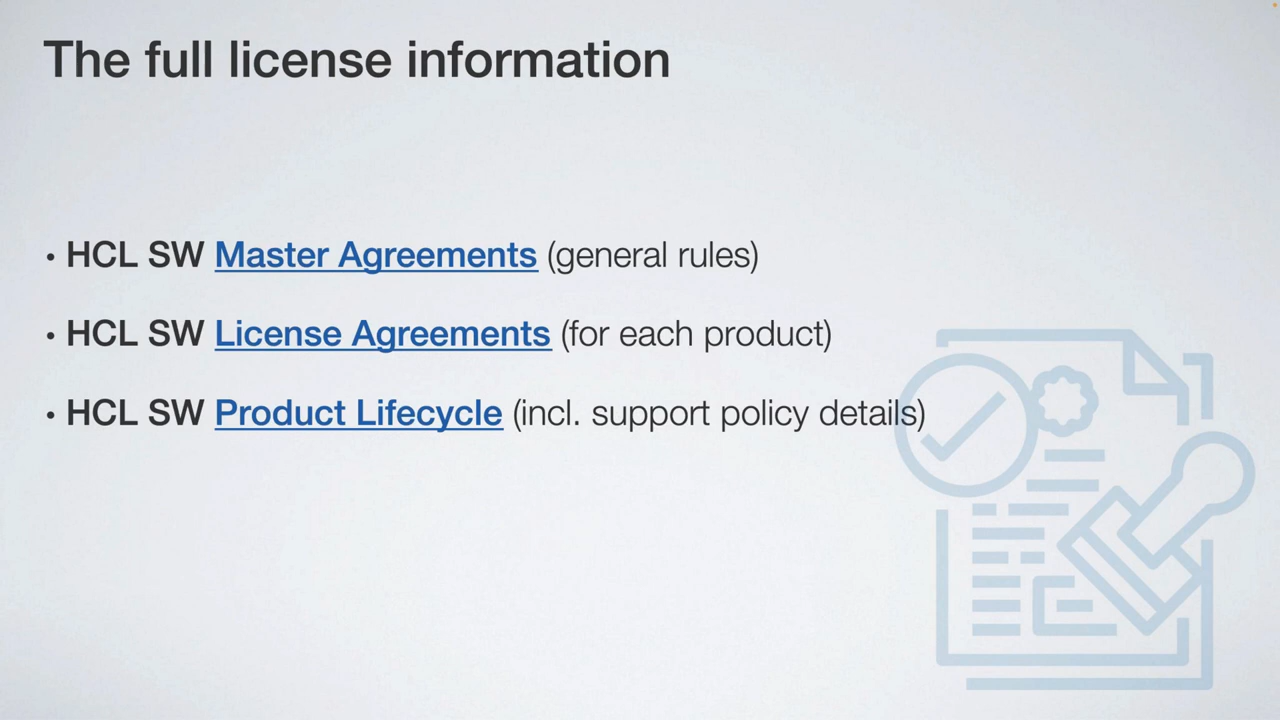 The full license information
• HCL SW Master Agreements (general rules)
• HCL SW License Agreements (for each product)
• HCL SW Product Lifecycle (incl. support policy details)